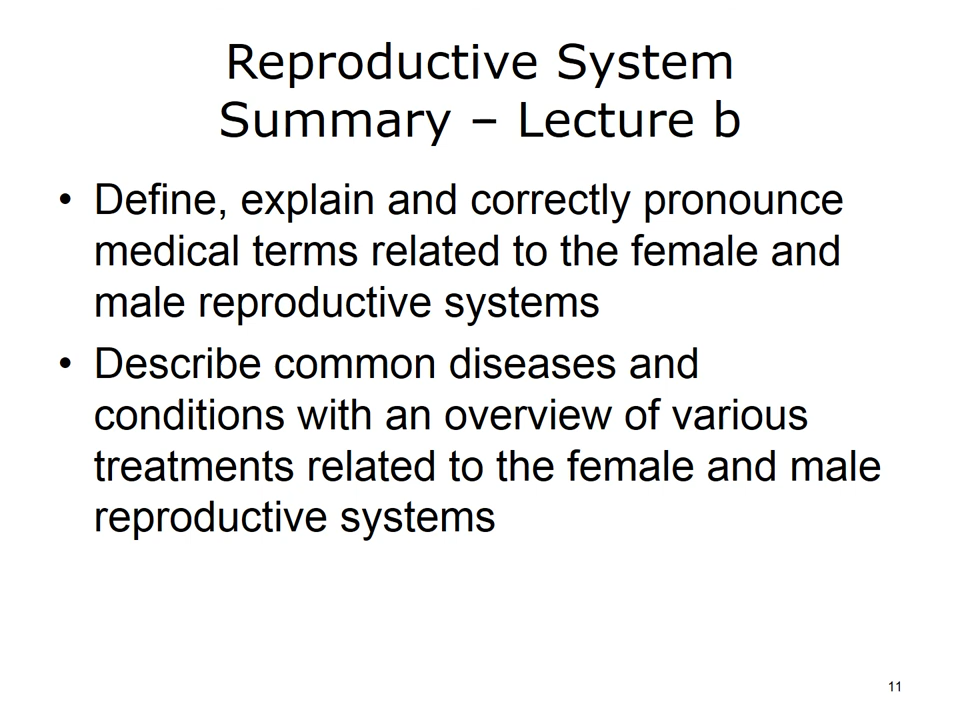 Reproductive System
Summary – Lecture b
• Define, explain and correctly pronounce
medical terms related to the female and
male reproductive systems
• Describe common diseases and
conditions with an overview of various
treatments related to the female and male
reproductive systems
11